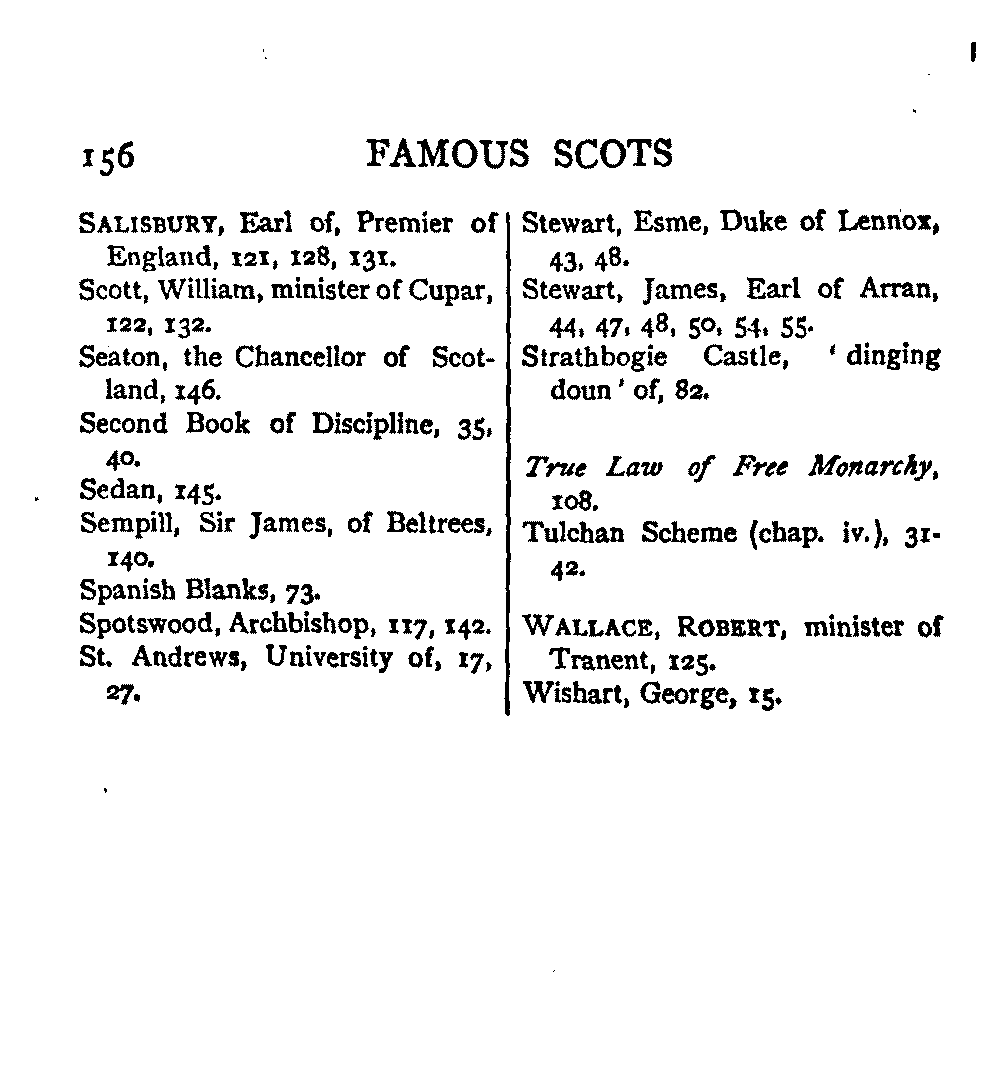 156 FAMOUS SCOTS
SALISBURY, Earl of, Premier of
England, 121, 128, 131.
Scott, William, minister of Cupar,
122, 132.
Seaton, the Chancellor of Scot-
land, 146.
Second Book of Discipline, 35,
40.
Sedan, 145.
Sempill, Sir James, of Beltrees,
140.
Spanish Blanks, 73.
Spotswood, Archbishop, 117, 142.
St. Andrews, University of, 17,
27.
Stewart, Esme, Duke of Lennox,
43, 48.
Stewart, James, Earl of Arran,
44, 47, 48, 50, 54, 55.
Strathbogie Castle, ‘ dinging
doun ’ of, 82.
True Law of Free Monarchy,
108.
Tulchan Scheme (chap. iv.), 31-
42.
WALLACE, ROBERT, minister of
Tranent, 125.
Wishart, George, 15.